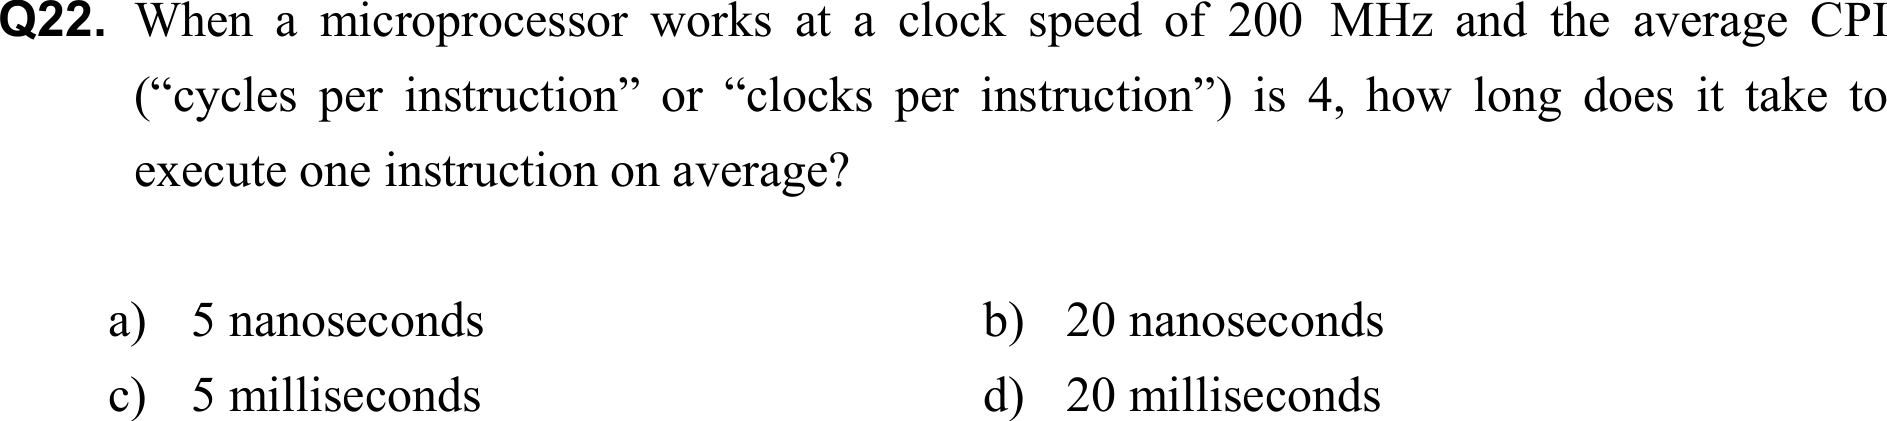 Q22. When a microprocessor works at a clock speed of 200 MHz and the average CPI
(“cycles per instruction” or “clocks per instruction”) is 4, how long does it take to
execute one instruction on average?
a) 5 nanoseconds b) 20 nanoseconds
c) 5 milliseconds d) 20 milliseconds